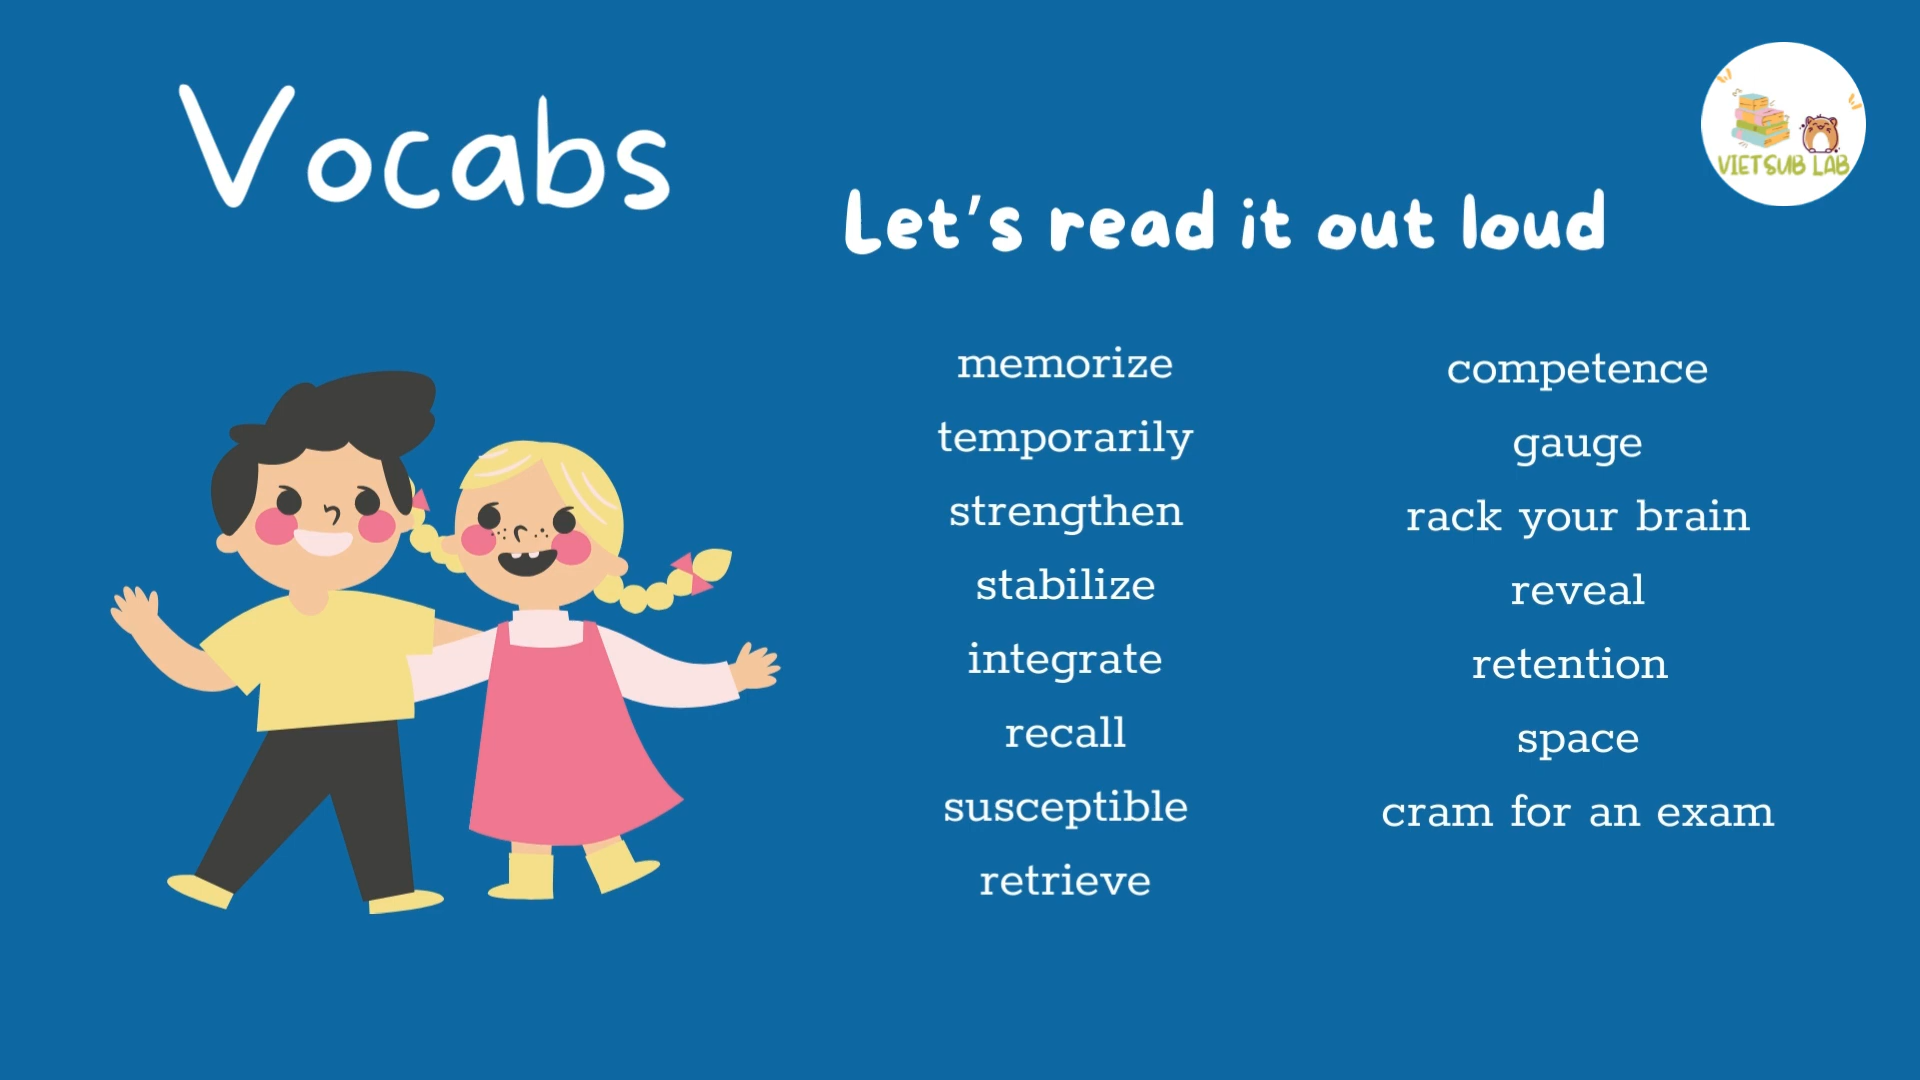 Vocabs
VIETSUB LAB
Let's read it out loud
memorize
temporarily
strengthen
stabilize
integrate
recall
susceptible
retrieve
competence
gauge
rack your brain
reveal
retention
space
cram for an exam